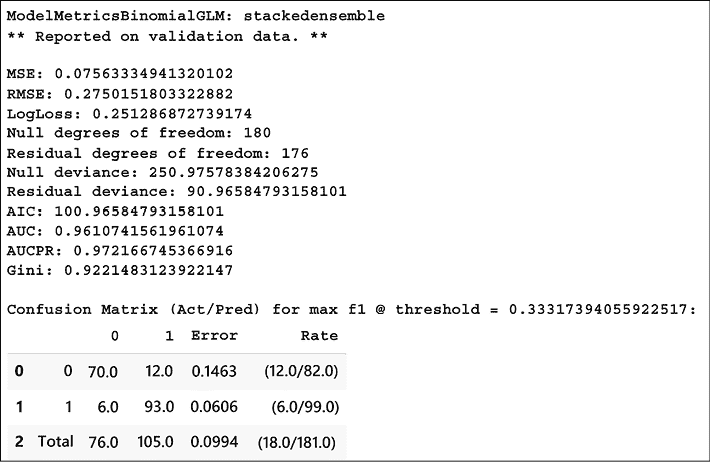 ModelMetricsBinomialGLM: stackedensemble
** Reported on validation data. **
MSE: 0.07563334941320102
RMSE: 0.2750151803322882
LogLoss: 0.251286872739174
Null degrees of freedom: 180
Residual degrees of freedom: 176
Null deviance: 250.97578384206275
Residual deviance: 90.96584793158101
AIC: 100.96584793158101
AUC: 0.9610741561961074
AUCPR: 0.972166745366916
Gini: 0.9221483123922147
Confusion Matrix (Act/Pred) for max f1 @ threshold = 0.33317394055922517:
0 1 Error Rate
0 0 70.0 12.0 0.1463 (12.0/82.0)
1 1 6.0 93.0 0.0606 (6.0/99.0)
2 Total 76.0 105.0 0.0994 (18.0/181.0)